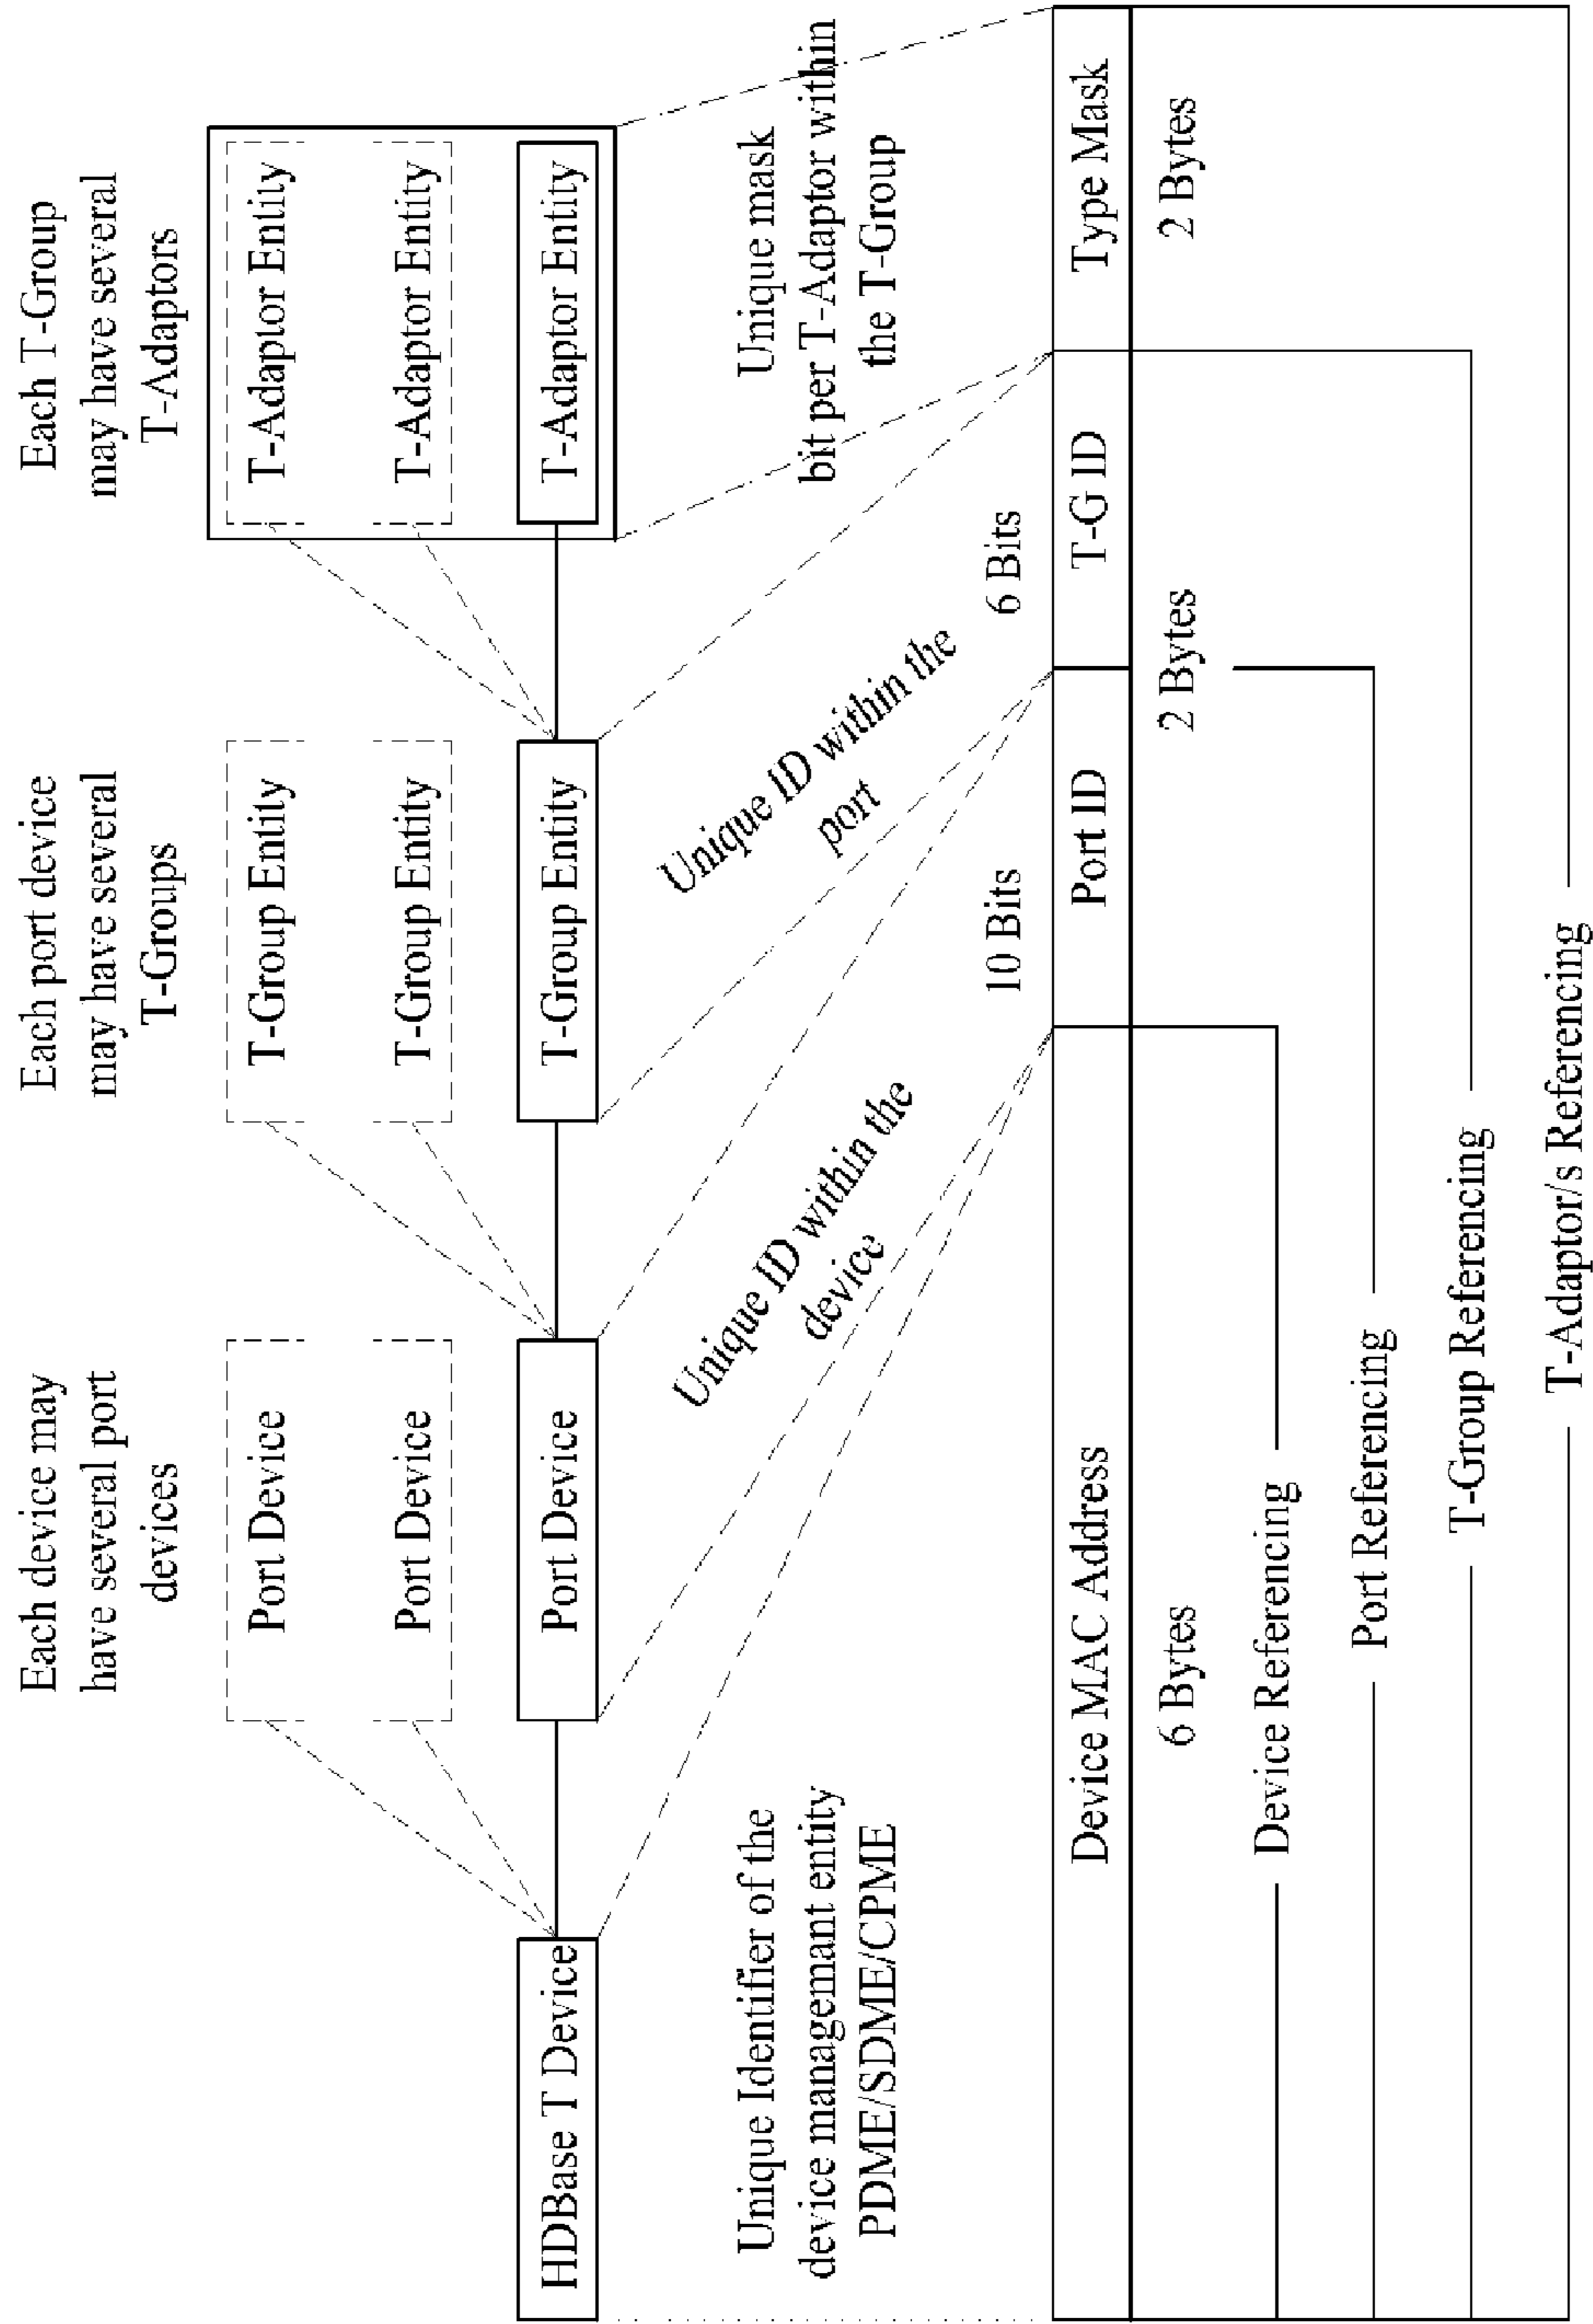 Each device may
have several port
devices
Each port device
may have several
T-Groups
Each T-Group
may have several
T-Adaptors
Port Device
T-Group Entity
T-Adaptor Entity
Port Device
T-Group Entity
T-Adaptor Entity
HDBase T Device
Port Device
T-Group Entity
T-Adaptor Entity
Unique Identifier of the
device managemant entity
PDME/SDME/CPME
Unique ID within the
device
Unique ID within the
port
Unique mask
bit per T-Adaptor within
the T-Group
10 Bits
6 Bits
Device MAC Address
Port ID
T-G ID
Type Mask
6 Bytes
2 Bytes
2 Bytes
Device Referencing
Port Referencing
T-Group Referencing
T-Adaptor/s Referencing